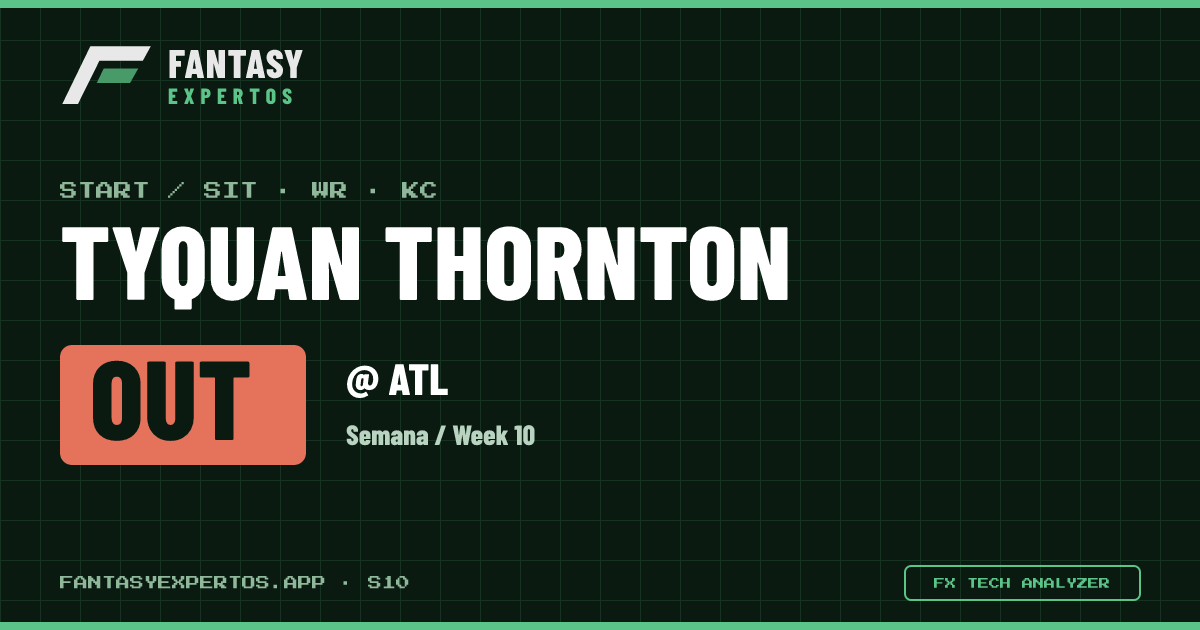 FANTASY
EXPERTOS
START / SIT · WR · KC
TYQUAN THORNTON
OUT
@ ATL
Semana / Week 10
FANTASYEXPERTOS.APP · S10
FX TECH ANALYZER